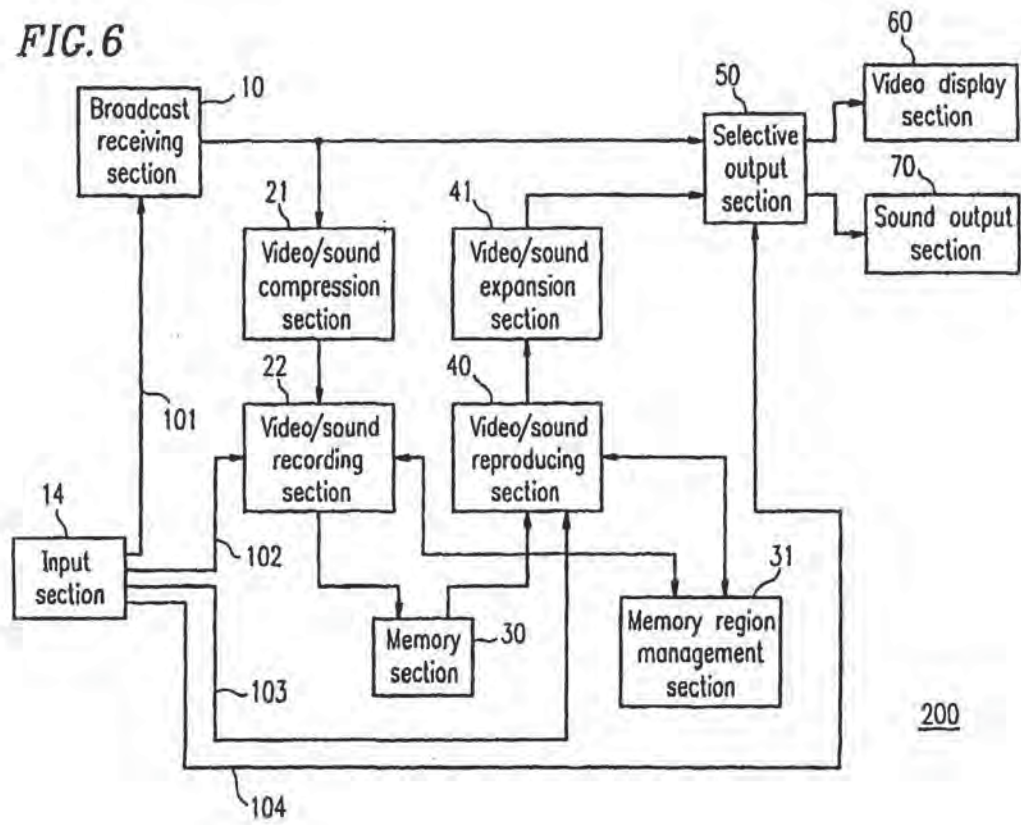 FIG.6
10
Broadcast
receiving
section
50
Selective
output
section
60
Video display
section
70
Sound output
section
21
Video/sound
compression
section
41
Video/sound
expansion
section
22
Video/sound
recording
section
40
Video/sound
reproducing
section
101
14
Input
section
102
103
104
Memory
section
30
31
Memory region
management
section
200